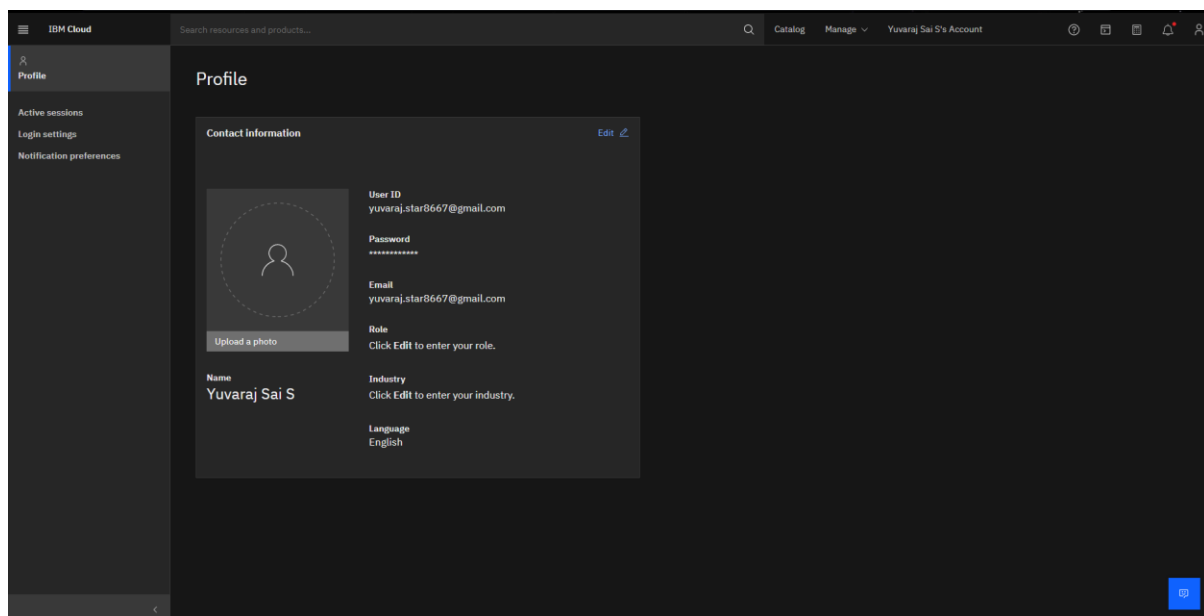 IBM Cloud
Search resources and products...
Catalog
Manage
Yuvaraj Sai S's Account
Profile
Active sessions
Login settings
Notification preferences
Profile
Contact information
Edit
Upload a photo
Name
Yuvaraj Sai S
User ID
yuvaraj.star8667@gmail.com
Password
************
Email
yuvaraj.star8667@gmail.com
Role
Click Edit to enter your role.
Industry
Click Edit to enter your industry.
Language
English